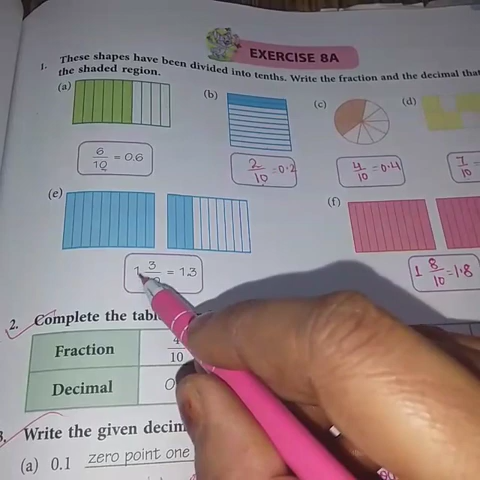 EXERCISE 8A
1. These shapes have been divided into tenths. Write the fraction and the decimal that
the shaded region.
(a)
(b)
(c)
(d)
6/10 = 0.6
2/10 = 0.2
4/10 = 0.4
7/10 =
(e)
(f)
1 3/ = 1.3
1 8/10 = 1.8
2. Complete the
Fraction 4/10
Decimal 0
3. Write the given decim
(a) 0.1 zero point one